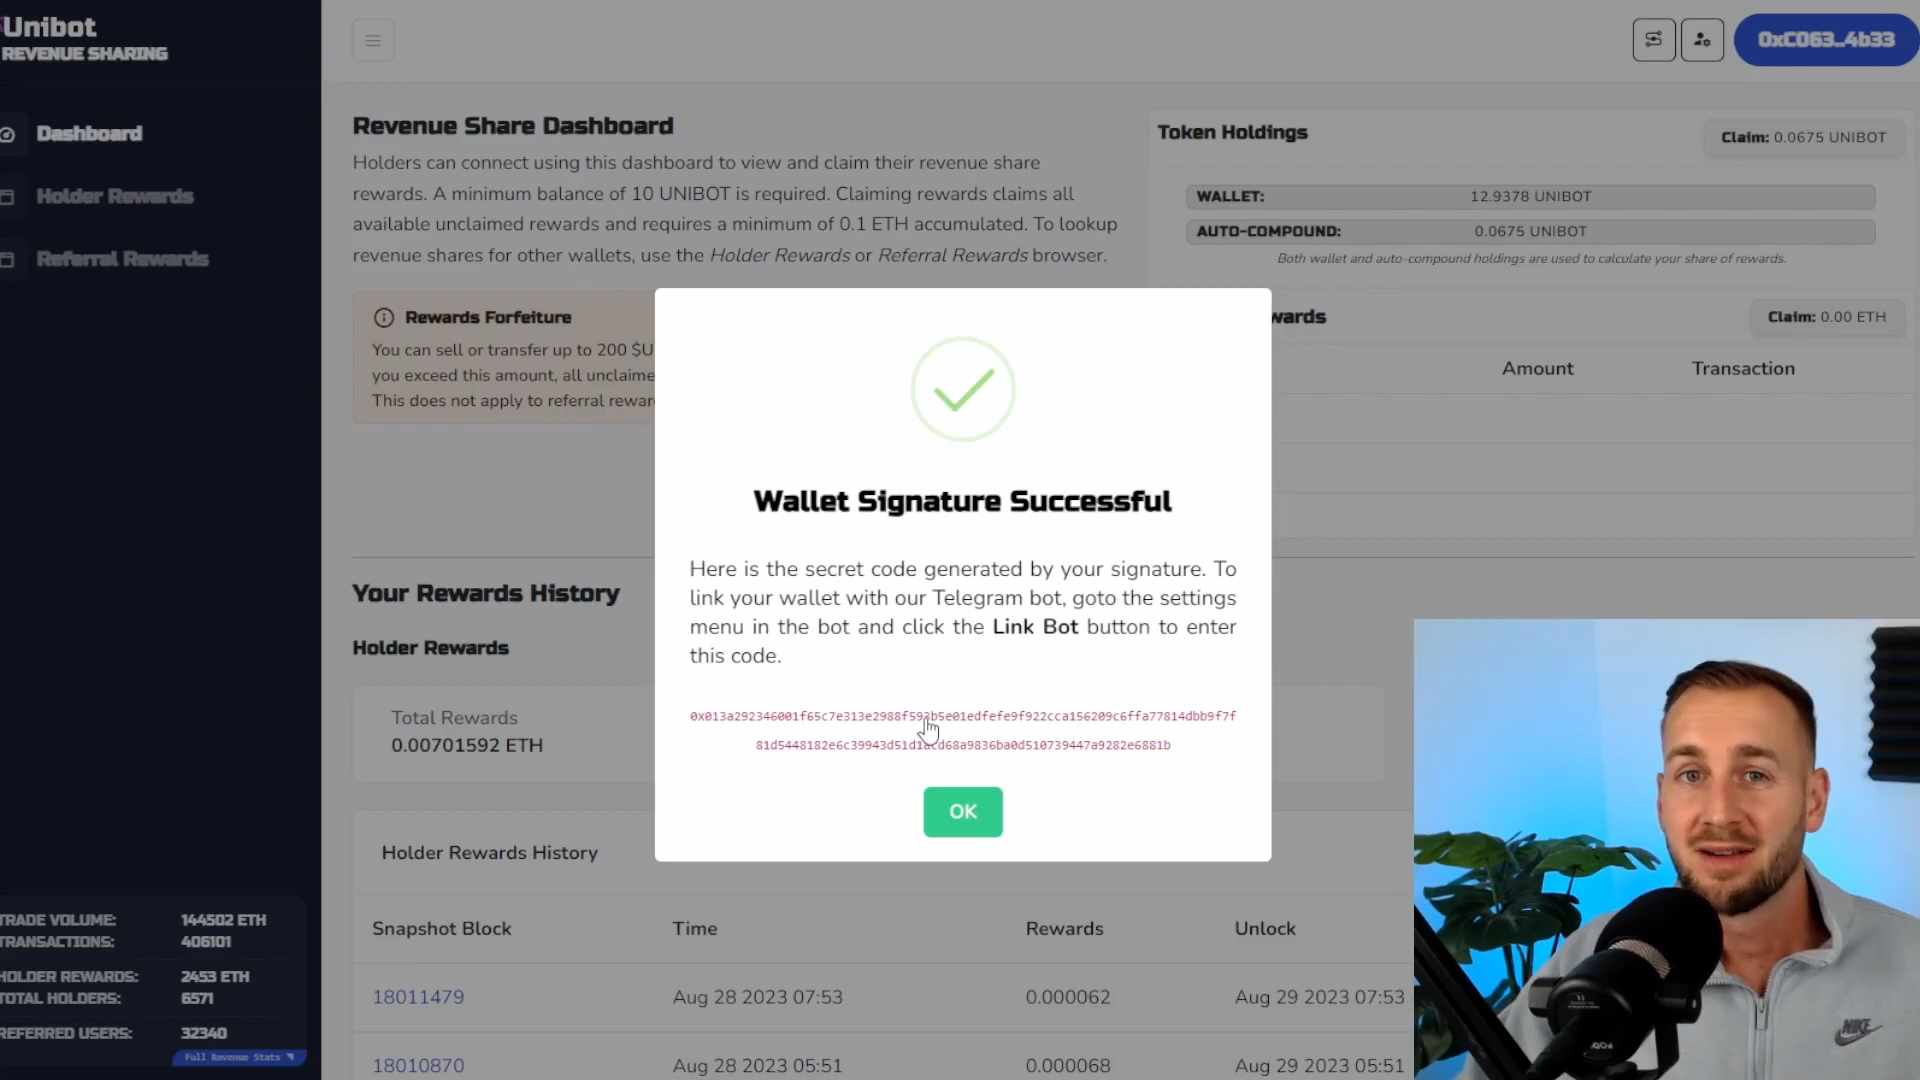 Unibot
REVENUE SHARING
0xC063..4b33
Dashboard
Holder Rewards
Referral Rewards
Revenue Share Dashboard
Holders can connect using this dashboard to view and claim their revenue share
rewards. A minimum balance of 10 UNIBOT is required. Claiming rewards claims all
available unclaimed rewards and requires a minimum of 0.1 ETH accumulated. To lookup
revenue shares for other wallets, use the Holder Rewards or Referral Rewards browser.
Token Holdings
Claim: 0.0675 UNIBOT
WALLET: 12.9378 UNIBOT
AUTO-COMPOUND: 0.0675 UNIBOT
Both wallet and auto-compound holdings are used to calculate your share of rewards.
Rewards Forfeiture
You can sell or transfer up to 200 $U
you exceed this amount, all unclaime
This does not apply to referral rewar
wards
Claim: 0.00 ETH
Amount Transaction
Wallet Signature Successful
Here is the secret code generated by your signature. To
link your wallet with our Telegram bot, goto the settings
menu in the bot and click the Link Bot button to enter
this code.
OK
Your Rewards History
Holder Rewards
Total Rewards
0.00701592 ETH
Holder Rewards History
Snapshot Block Time Rewards Unlock
18011479 Aug 28 2023 07:53 0.000062 Aug 29 2023 07:53
18010870 Aug 28 2023 05:51 0.000068 Aug 29 2023 05:51
TRADE VOLUME: 144502 ETH
TRANSACTIONS: 406101
HOLDER REWARDS: 2453 ETH
TOTAL HOLDERS: 6571
REFERRED USERS: 32340
Full Revenue Stats
NIKE